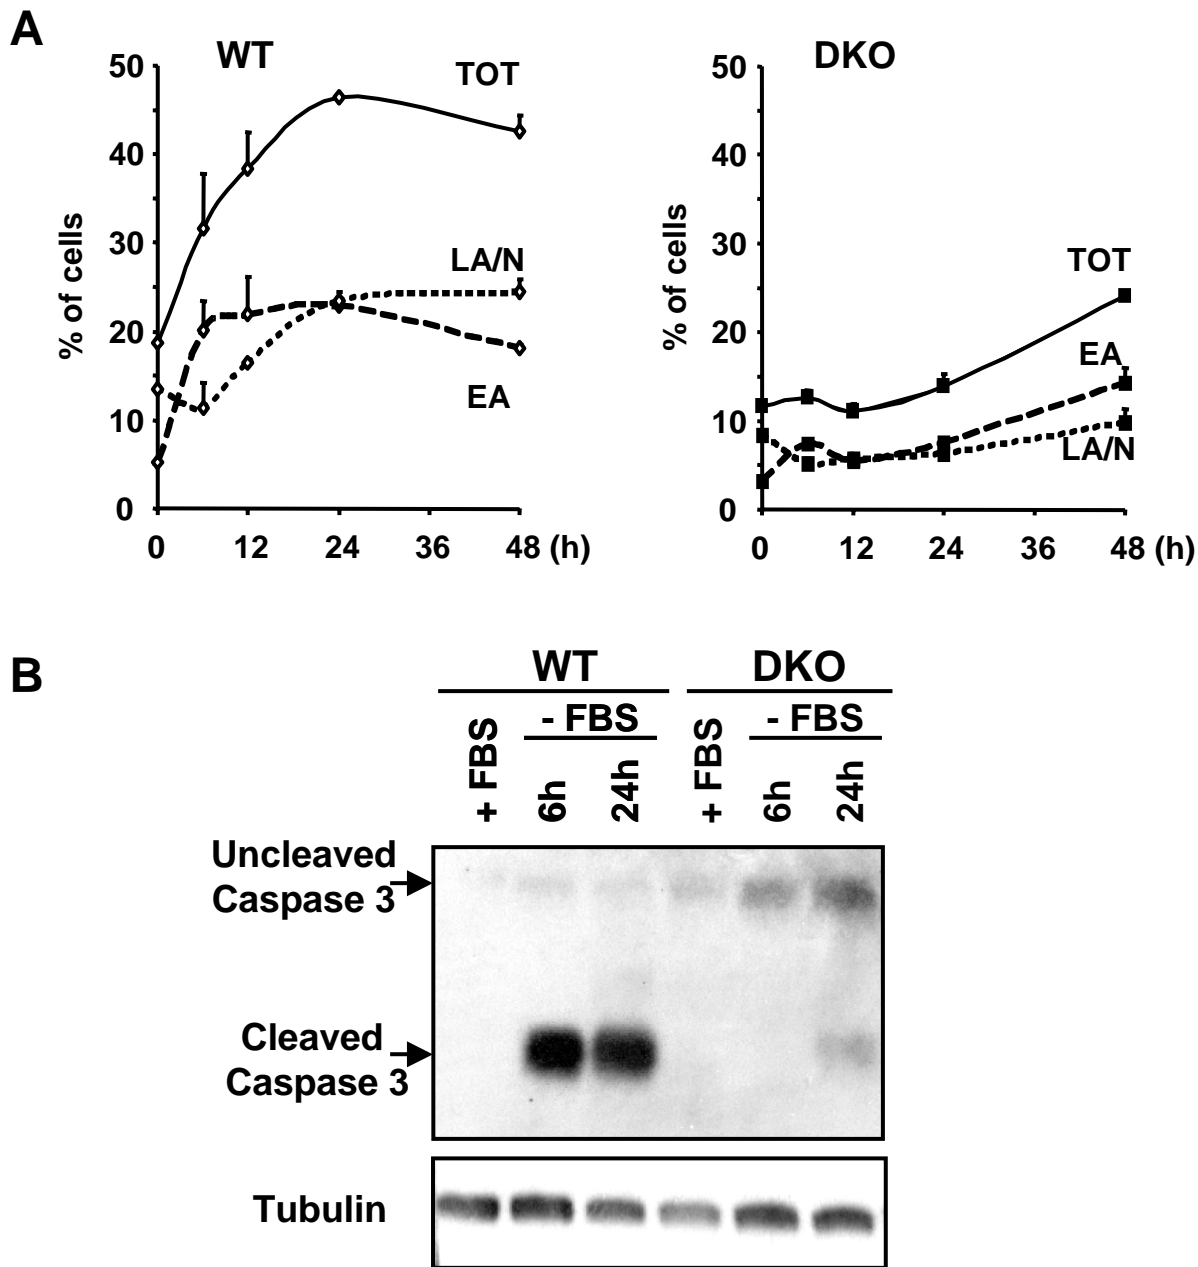 A
WT
DKO
50
40
30
20
10
0
% of cells
TOT
LA/N
EA
0 12 24 36 48 (h)
50
40
30
20
10
0
% of cells
TOT
EA
LA/N
0 12 24 36 48 (h)
B
WT DKO
- FBS - FBS
+ FBS 6h 24h + FBS 6h 24h
Uncleaved
Caspase 3
Cleaved
Caspase 3
Tubulin